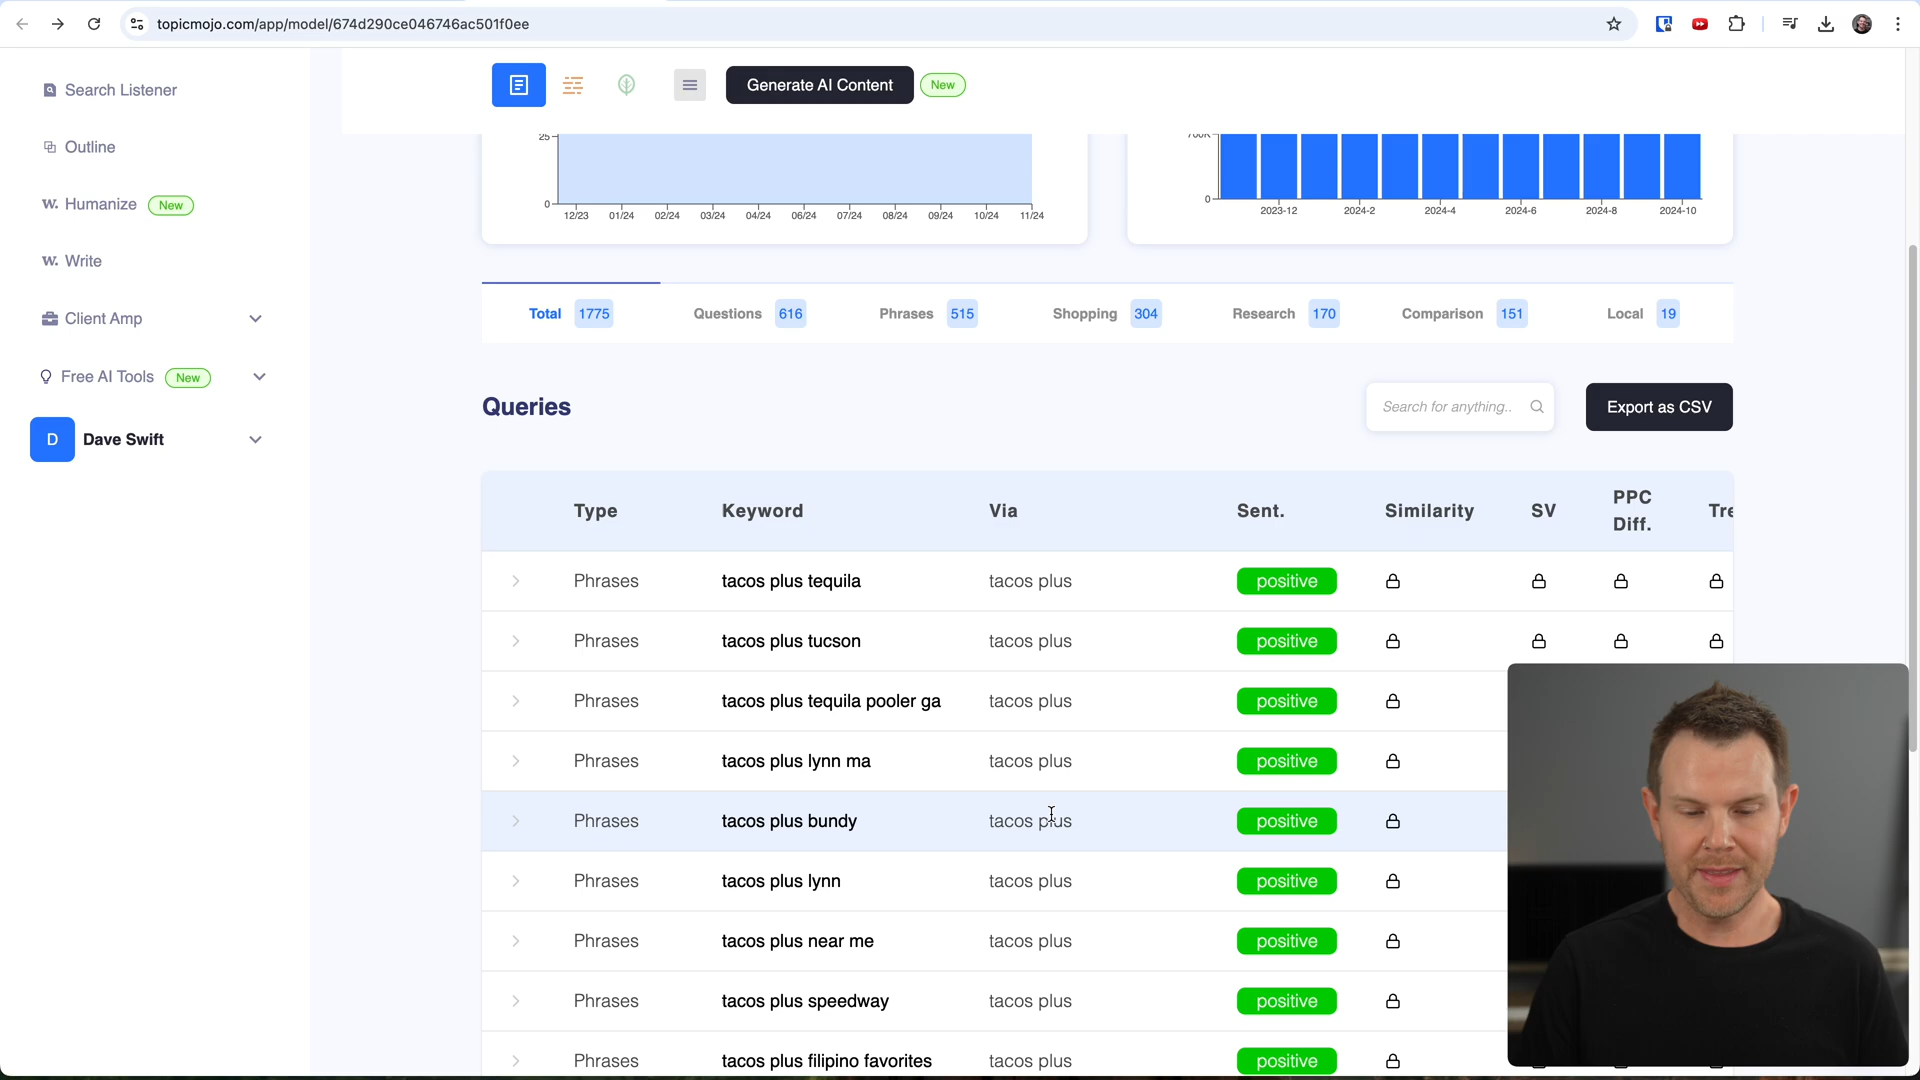 topicmojo.com/app/model/674d290ce046746ac501f0ee
Search Listener
Outline
w. Humanize New
w. Write
Client Amp
Free AI Tools New
D Dave Swift
Generate AI Content New
25
0
12/23 01/24 02/24 03/24 04/24 06/24 07/24 08/24 09/24 10/24 11/24
700K
0
2023-12 2024-2 2024-4 2024-6 2024-8 2024-10
Total 1775 Questions 616 Phrases 515 Shopping 304 Research 170 Comparison 151 Local 19
Queries
Search for anything..
Export as CSV
Type Keyword Via Sent. Similarity SV PPC Diff. Tre
Phrases tacos plus tequila tacos plus positive
Phrases tacos plus tucson tacos plus positive
Phrases tacos plus tequila pooler ga tacos plus positive
Phrases tacos plus lynn ma tacos plus positive
Phrases tacos plus bundy tacos plus positive
Phrases tacos plus lynn tacos plus positive
Phrases tacos plus near me tacos plus positive
Phrases tacos plus speedway tacos plus positive
Phrases tacos plus filipino favorites tacos plus positive